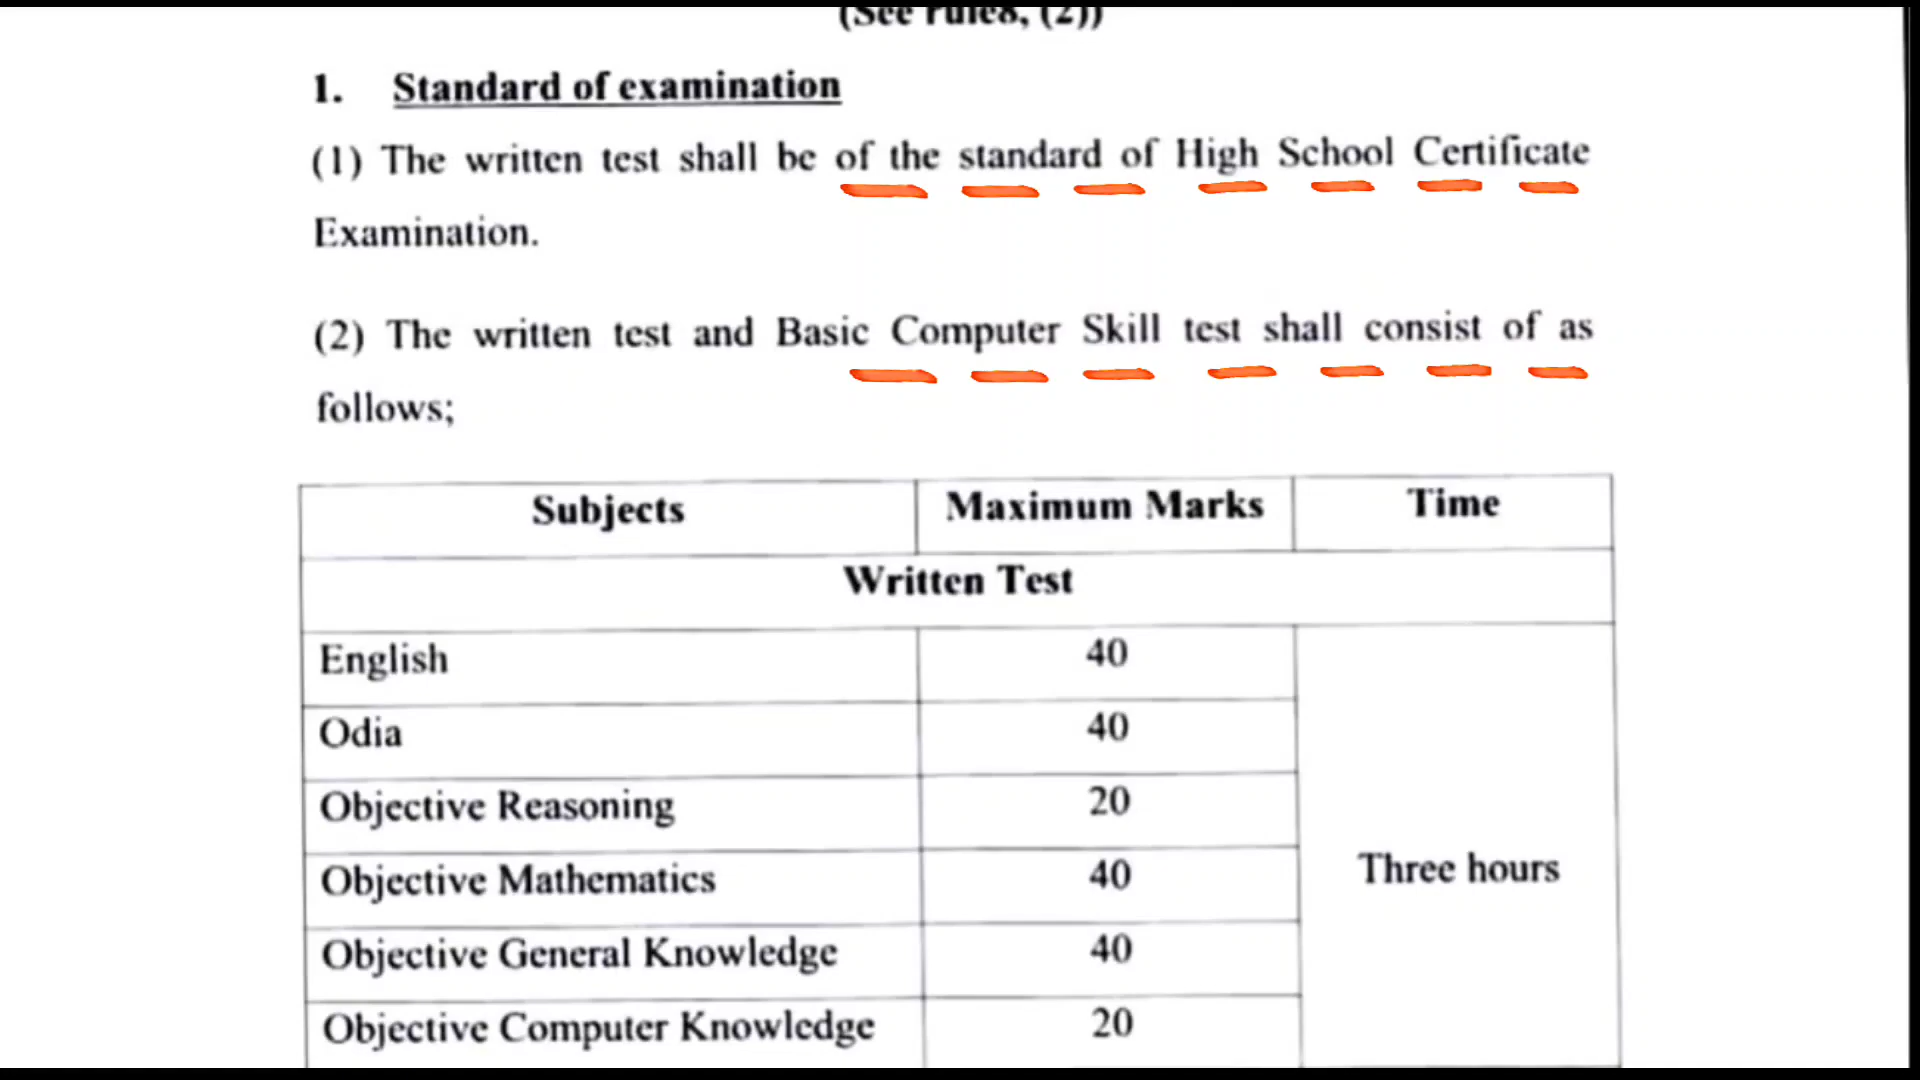 (See rule8, (2))
1. Standard of examination
(1) The written test shall be of the standard of High School Certificate
Examination.
(2) The written test and Basic Computer Skill test shall consist of as
follows;
Subjects Maximum Marks Time
Written Test
English 40
Odia 40
Objective Reasoning 20
Objective Mathematics 40 Three hours
Objective General Knowledge 40
Objective Computer Knowledge 20